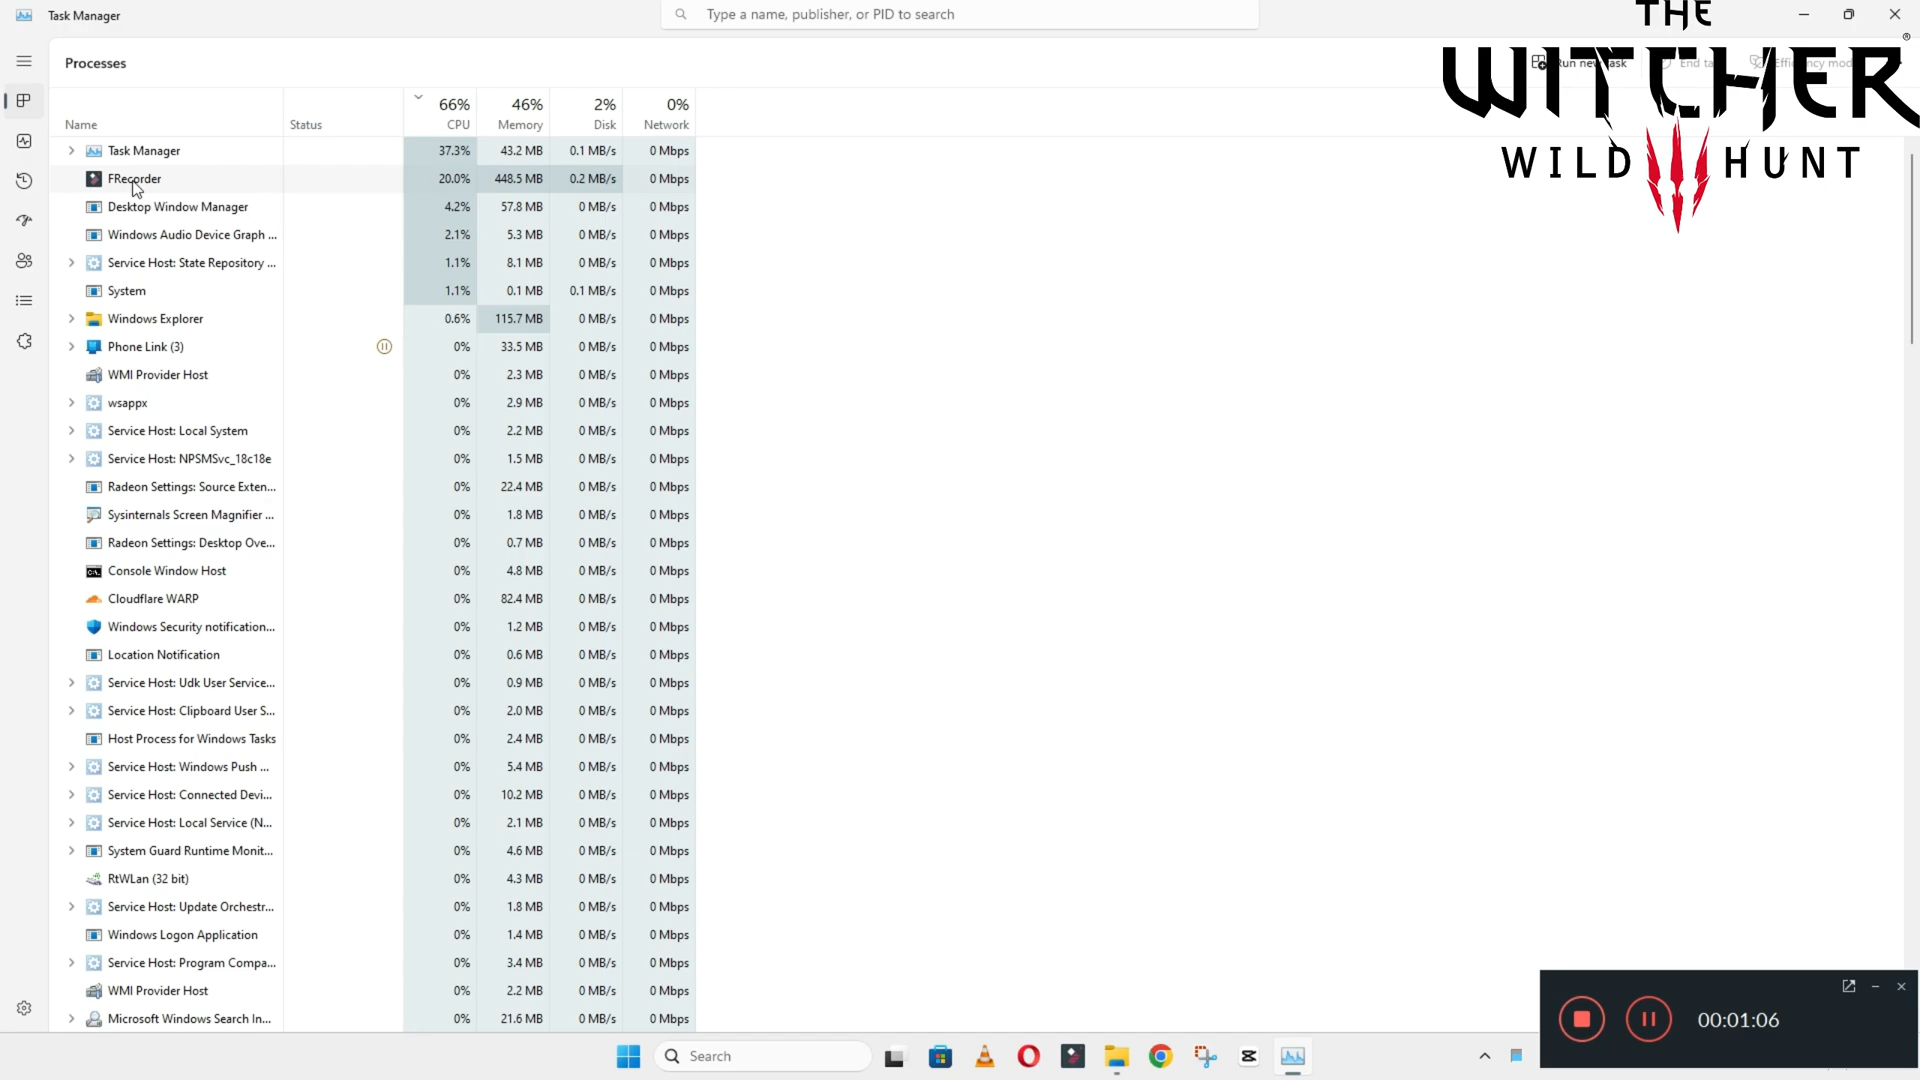 Task Manager
Type a name, publisher, or PID to search
THE
WITCHER
®
WILD HUNT
Processes
Run new task
End ta
Efficiency mod
66% 46% 2% 0%
Name Status CPU Memory Disk Network
Task Manager 37.3% 43.2 MB 0.1 MB/s 0 Mbps
FRecorder 20.0% 448.5 MB 0.2 MB/s 0 Mbps
Desktop Window Manager 4.2% 57.8 MB 0 MB/s 0 Mbps
Windows Audio Device Graph ... 2.1% 5.3 MB 0 MB/s 0 Mbps
Service Host: State Repository ... 1.1% 8.1 MB 0 MB/s 0 Mbps
System 1.1% 0.1 MB 0.1 MB/s 0 Mbps
Windows Explorer 0.6% 115.7 MB 0 MB/s 0 Mbps
Phone Link (3) 0% 33.5 MB 0 MB/s 0 Mbps
WMI Provider Host 0% 2.3 MB 0 MB/s 0 Mbps
wsappx 0% 2.9 MB 0 MB/s 0 Mbps
Service Host: Local System 0% 2.2 MB 0 MB/s 0 Mbps
Service Host: NPSMSvc_18c18e 0% 1.5 MB 0 MB/s 0 Mbps
Radeon Settings: Source Exten... 0% 22.4 MB 0 MB/s 0 Mbps
Sysinternals Screen Magnifier ... 0% 1.8 MB 0 MB/s 0 Mbps
Radeon Settings: Desktop Ove... 0% 0.7 MB 0 MB/s 0 Mbps
Console Window Host 0% 4.8 MB 0 MB/s 0 Mbps
Cloudflare WARP 0% 82.4 MB 0 MB/s 0 Mbps
Windows Security notification... 0% 1.2 MB 0 MB/s 0 Mbps
Location Notification 0% 0.6 MB 0 MB/s 0 Mbps
Service Host: Udk User Service... 0% 0.9 MB 0 MB/s 0 Mbps
Service Host: Clipboard User S... 0% 2.0 MB 0 MB/s 0 Mbps
Host Process for Windows Tasks 0% 2.4 MB 0 MB/s 0 Mbps
Service Host: Windows Push ... 0% 5.4 MB 0 MB/s 0 Mbps
Service Host: Connected Devi... 0% 10.2 MB 0 MB/s 0 Mbps
Service Host: Local Service (N... 0% 2.1 MB 0 MB/s 0 Mbps
System Guard Runtime Monit... 0% 4.6 MB 0 MB/s 0 Mbps
RtWLan (32 bit) 0% 4.3 MB 0 MB/s 0 Mbps
Service Host: Update Orchestr... 0% 1.8 MB 0 MB/s 0 Mbps
Windows Logon Application 0% 1.4 MB 0 MB/s 0 Mbps
Service Host: Program Compa... 0% 3.4 MB 0 MB/s 0 Mbps
WMI Provider Host 0% 2.2 MB 0 MB/s 0 Mbps
Microsoft Windows Search In... 0% 21.6 MB 0 MB/s 0 Mbps
00:01:06
Search